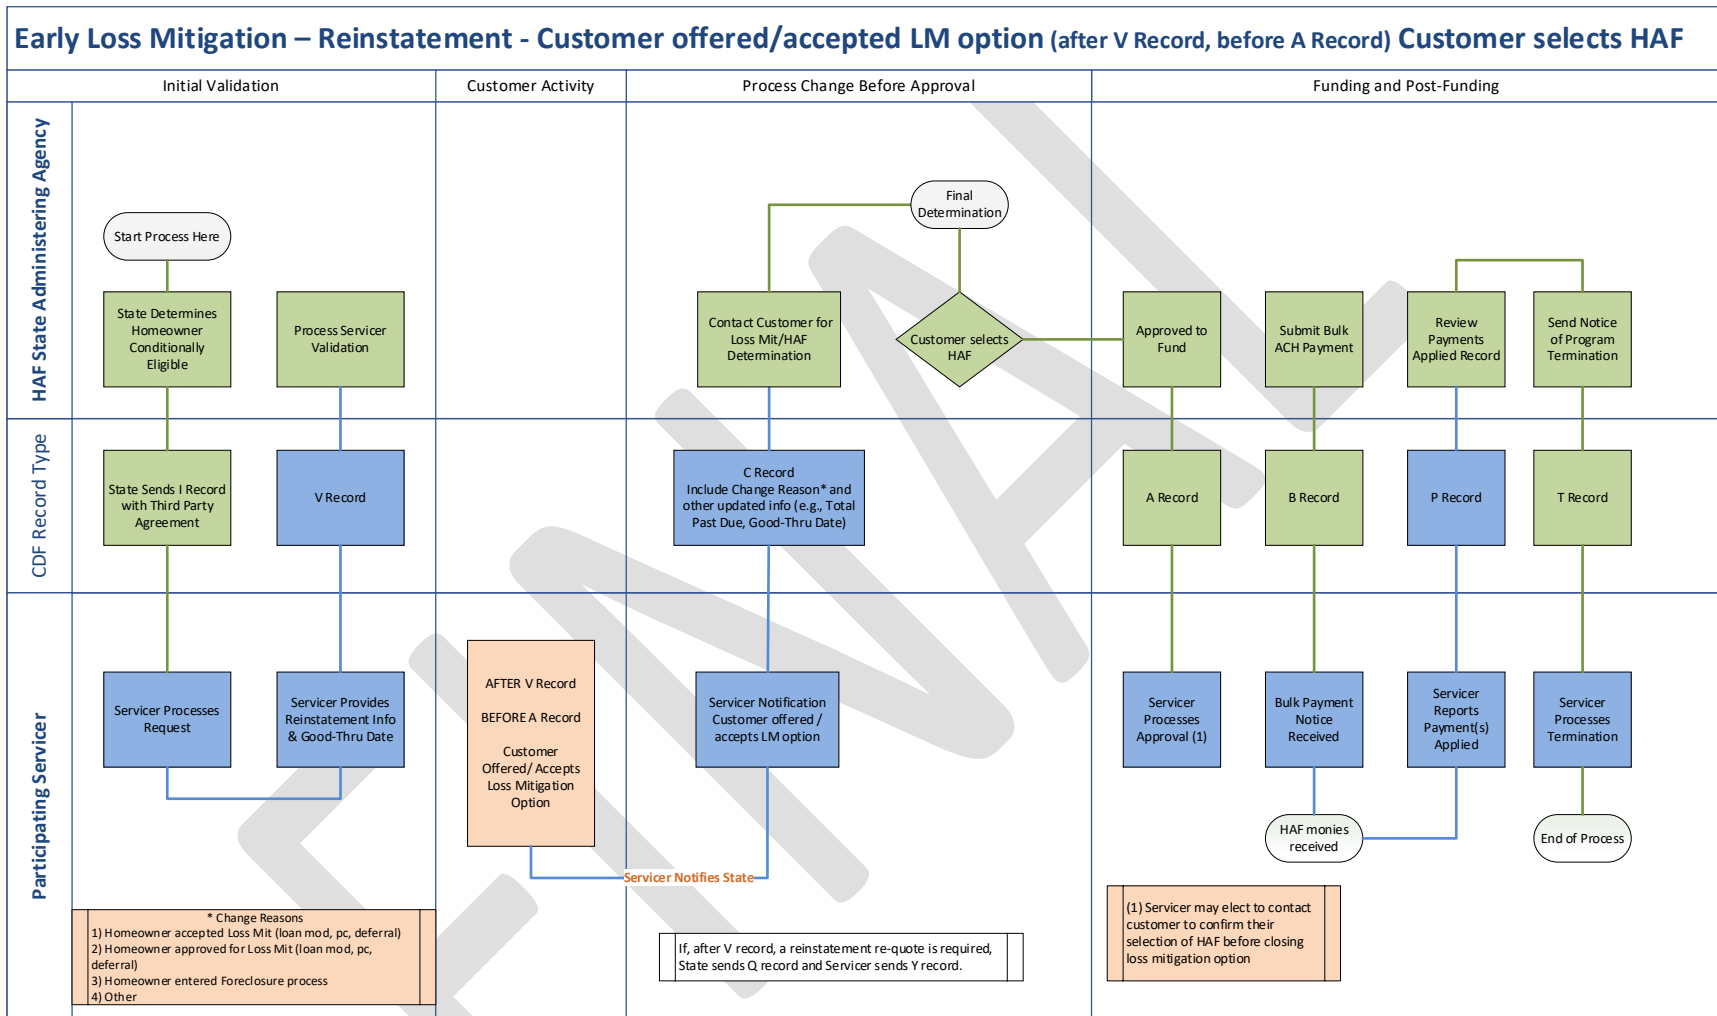 Early Loss Mitigation – Reinstatement - Customer offered/accepted LM option (after V Record, before A Record) Customer selects HAF
Initial Validation
Customer Activity
Process Change Before Approval
Funding and Post-Funding
HAF State Administering Agency
Start Process Here
State Determines
Homeowner
Conditionally
Eligible
Process Servicer
Validation
Contact Customer for
Loss Mit/HAF
Determination
Final
Determination
Customer selects
HAF
Approved to
Fund
Submit Bulk
ACH Payment
Review
Payments
Applied Record
Send Notice
of Program
Termination
CDF Record Type
State Sends I Record
with Third Party
Agreement
V Record
C Record
Include Change Reason* and
other updated info (e.g., Total
Past Due, Good-Thru Date)
A Record
B Record
P Record
T Record
Participating Servicer
Servicer Processes
Request
Servicer Provides
Reinstatement Info
& Good-Thru Date
AFTER V Record
BEFORE A Record
Customer
Offered/ Accepts
Loss Mitigation
Option
Servicer Notification
Customer offered /
accepts LM option
Servicer
Processes
Approval (1)
Bulk Payment
Notice
Received
Servicer
Reports
Payment(s)
Applied
Servicer
Processes
Termination
HAF monies
received
End of Process
Servicer Notifies State
* Change Reasons
1) Homeowner accepted Loss Mit (loan mod, pc, deferral)
2) Homeowner approved for Loss Mit (loan mod, pc,
deferral)
3) Homeowner entered Foreclosure process
4) Other
If, after V record, a reinstatement re-quote is required,
State sends Q record and Servicer sends Y record.
(1) Servicer may elect to contact
customer to confirm their
selection of HAF before closing
loss mitigation option
FINAL